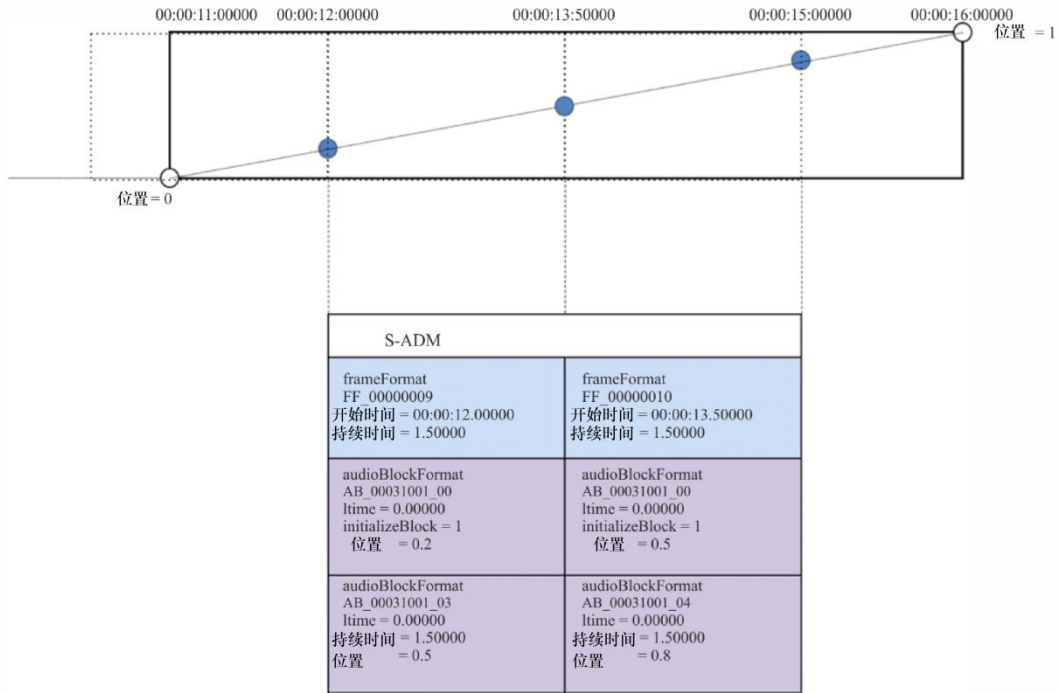 00:00:11:00000 00:00:12:00000 00:00:13:50000 00:00:15:00000 00:00:16:00000
位置 = 1
位置 = 0
S-ADM
frameFormat
FF_00000009
开始时间 = 00:00:12.00000
持续时间 = 1.50000
frameFormat
FF_00000010
开始时间 = 00:00:13.50000
持续时间 = 1.50000
audioBlockFormat
AB_00031001_00
ltime = 0.00000
initializeBlock = 1
位置 = 0.2
audioBlockFormat
AB_00031001_00
ltime = 0.00000
initializeBlock = 1
位置 = 0.5
audioBlockFormat
AB_00031001_03
ltime = 0.00000
持续时间 = 1.50000
位置 = 0.5
audioBlockFormat
AB_00031001_04
ltime = 0.00000
持续时间 = 1.50000
位置 = 0.8